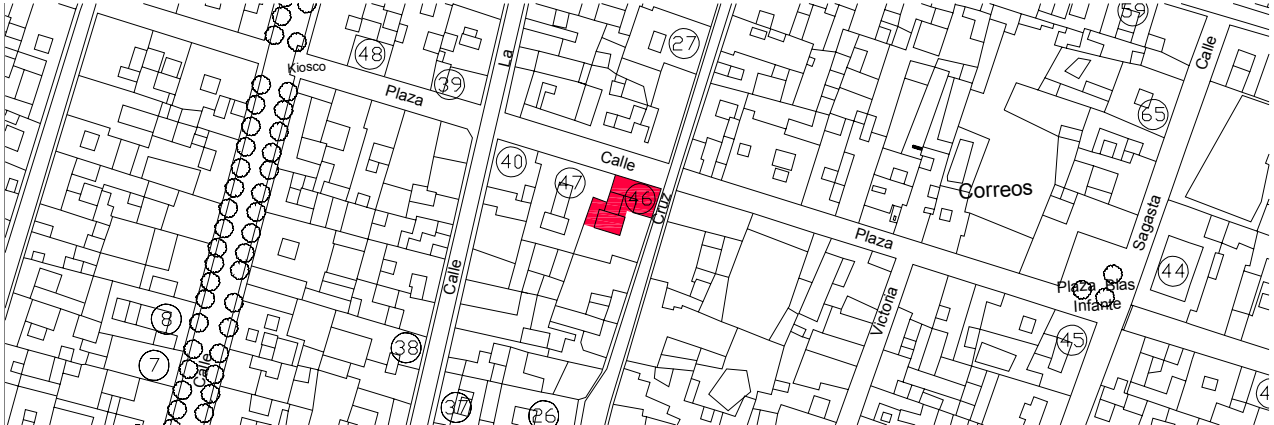 59
Calle
La
27
48
Kiosco
39
Plaza
65
40
Calle
47
46
Cruz
Correos
Sagasta
Plaza
Calle
44
Plaza Blas
Infante
Victoria
8
38
45
7
Calle
37
26